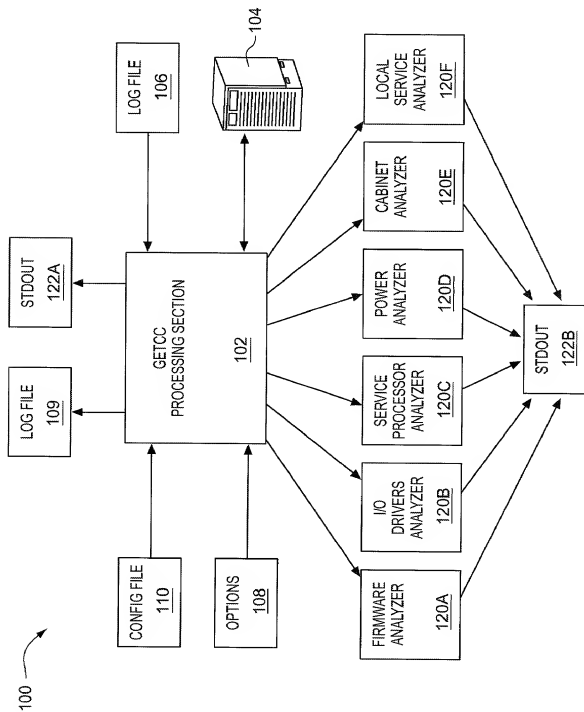 100
LOG FILE
109
STDOUT
122A
LOG FILE
106
104
CONFIG FILE
110
OPTIONS
108
GETCC
PROCESSING SECTION
102
FIRMWARE
ANALYZER
120A
I/O
DRIVERS
ANALYZER
120B
SERVICE
PROCESSOR
ANALYZER
120C
POWER
ANALYZER
120D
CABINET
ANALYZER
120E
LOCAL
SERVICE
ANALYZER
120F
STDOUT
122B